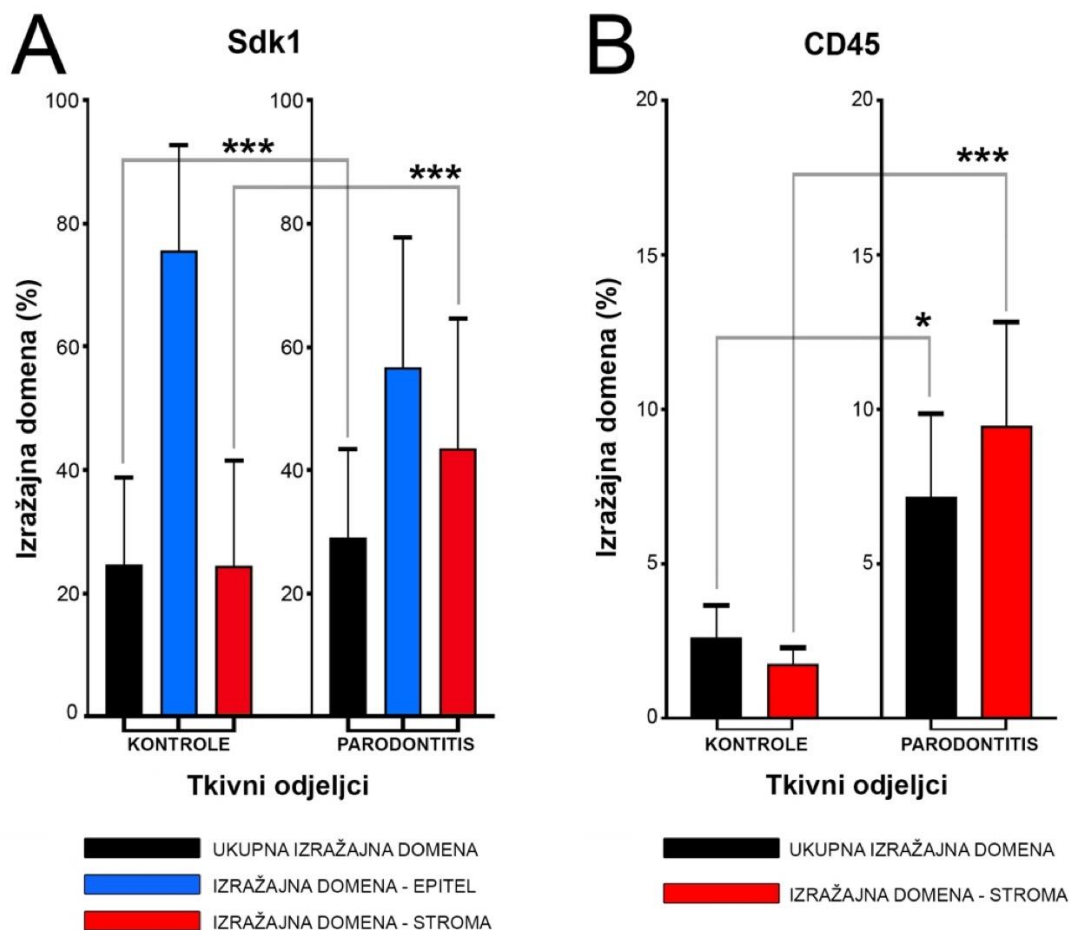 A
Sdk1
Izražajna domena (%)
100
80
60
40
20
0
100
80
60
40
20
***
***
KONTROLE
PARODONTITIS
Tkivni odjeljci
UKUPNA IZRAŽAJNA DOMENA
IZRAŽAJNA DOMENA - EPITEL
IZRAŽAJNA DOMENA - STROMA
B
CD45
Izražajna domena (%)
20
15
10
5
0
20
15
10
5
*
***
KONTROLE
PARODONTITIS
Tkivni odjeljci
UKUPNA IZRAŽAJNA DOMENA
IZRAŽAJNA DOMENA - STROMA